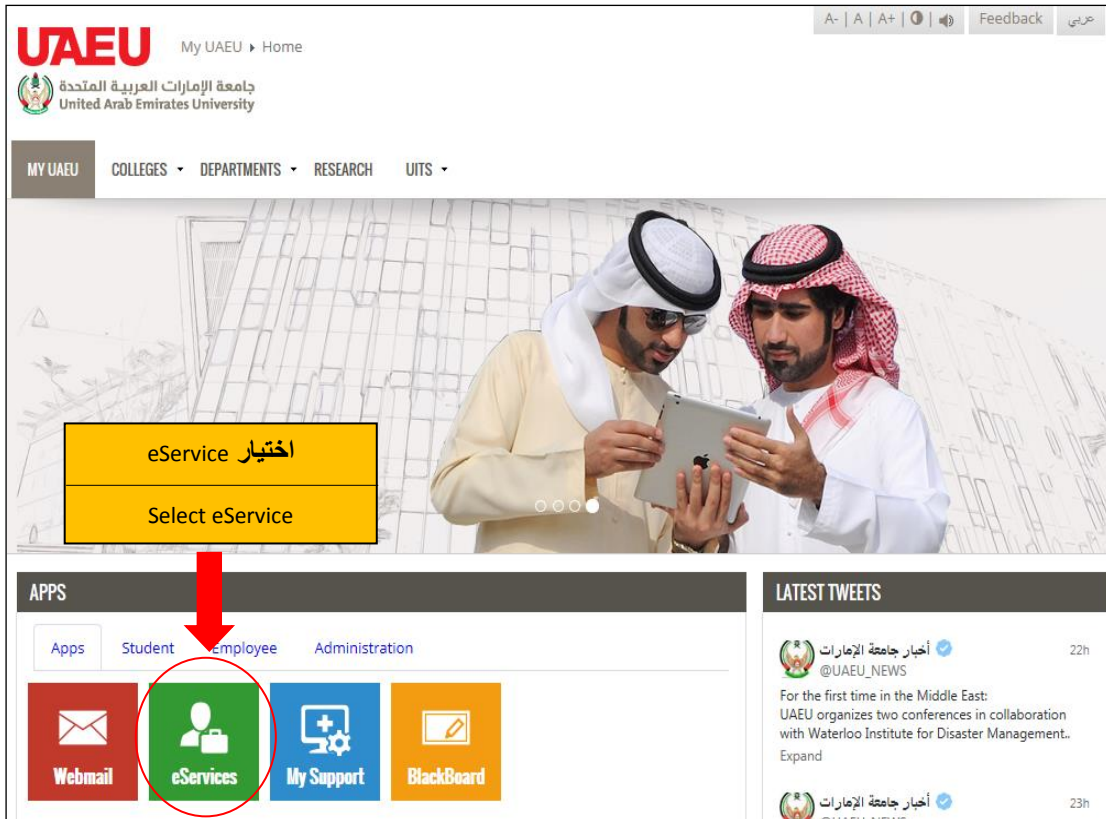 A- | A | A+ | Feedback عربي
UAEU
My UAEU Home
جامعة الإمارات العربية المتحدة
United Arab Emirates University
MY UAEU COLLEGES DEPARTMENTS RESEARCH UITS
اختيار eService
Select eService
APPS
Apps Student Employee Administration
Webmail eServices My Support BlackBoard
LATEST TWEETS
أخبار جامعة الإمارات 22h
@UAEU_NEWS
For the first time in the Middle East:
UAEU organizes two conferences in collaboration
with Waterloo Institute for Disaster Management..
Expand
أخبار جامعة الإمارات 23h
@UAEU_NEWS